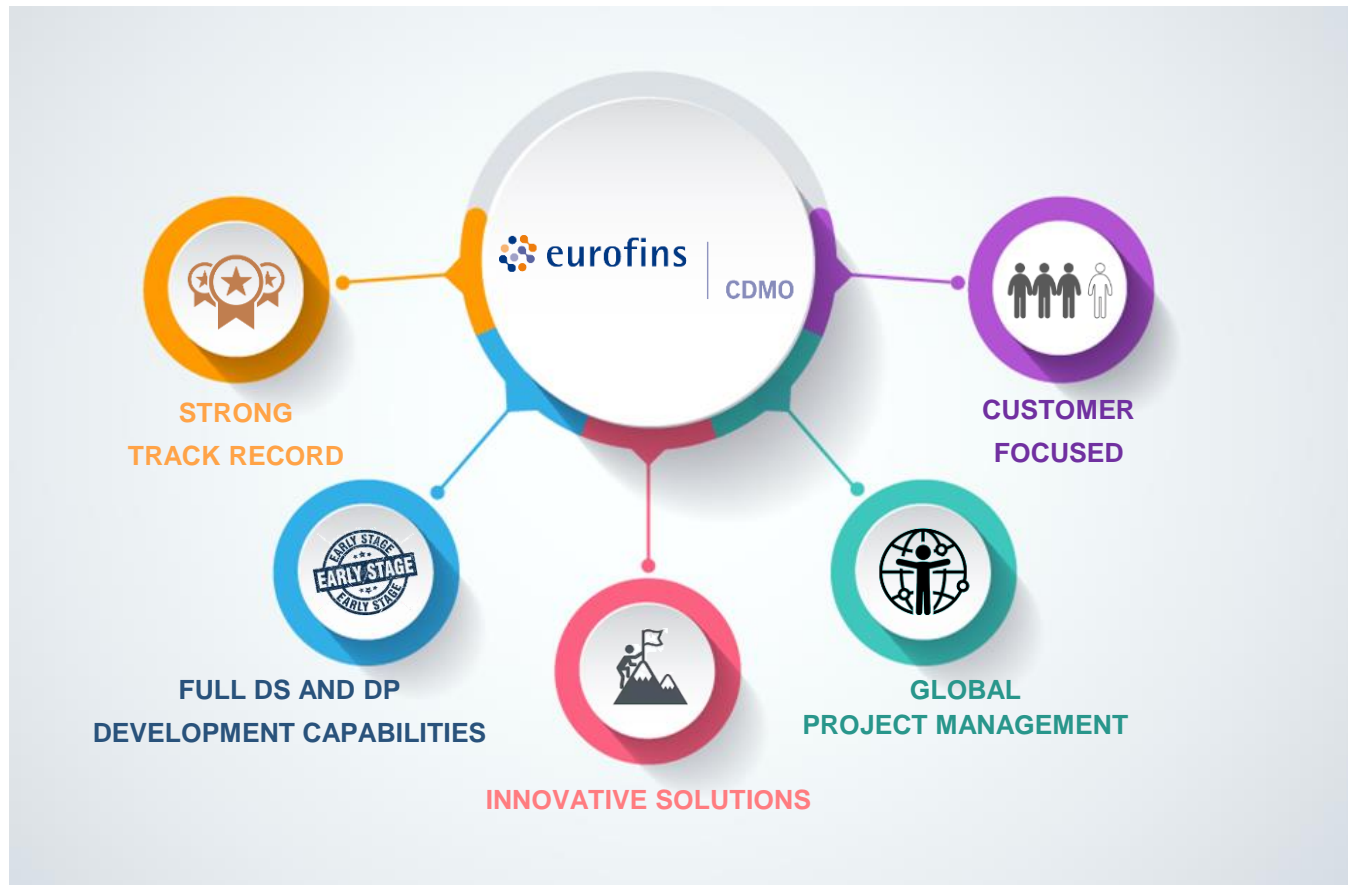 eurofins
CDMO
STRONG
TRACK RECORD
CUSTOMER
FOCUSED
EARLY STAGE
EARLY STAGE
EARLY STAGE
FULL DS AND DP
DEVELOPMENT CAPABILITIES
GLOBAL
PROJECT MANAGEMENT
INNOVATIVE SOLUTIONS